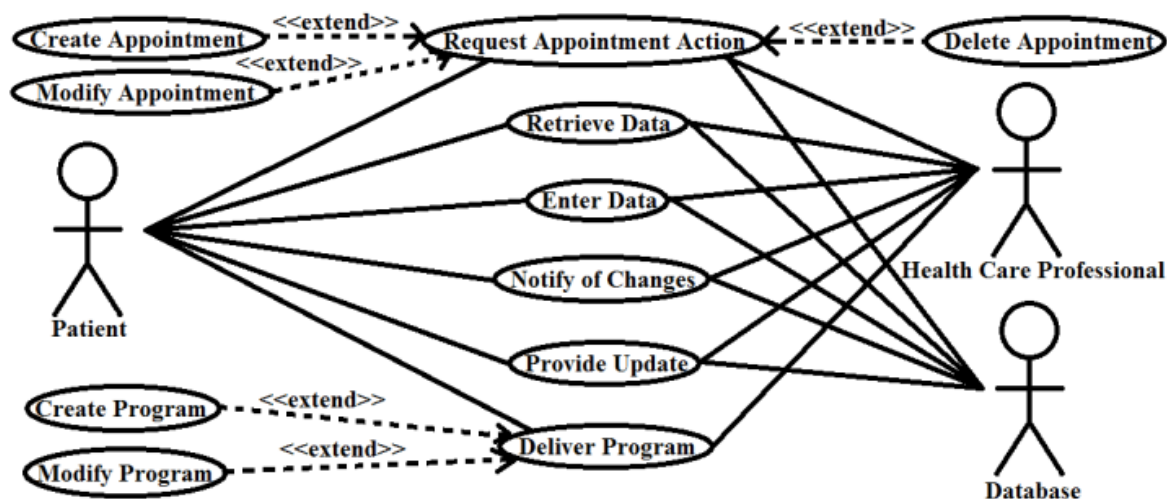 <<extend>>
<<extend>>
Create Appointment
Request Appointment Action
Delete Appointment
<<extend>>
Modify Appointment
Retrieve Data
Enter Data
Health Care Professional
Notify of Changes
Patient
Provide Update
Create Program
<<extend>>
Deliver Program
<<extend>>
Modify Program
Database